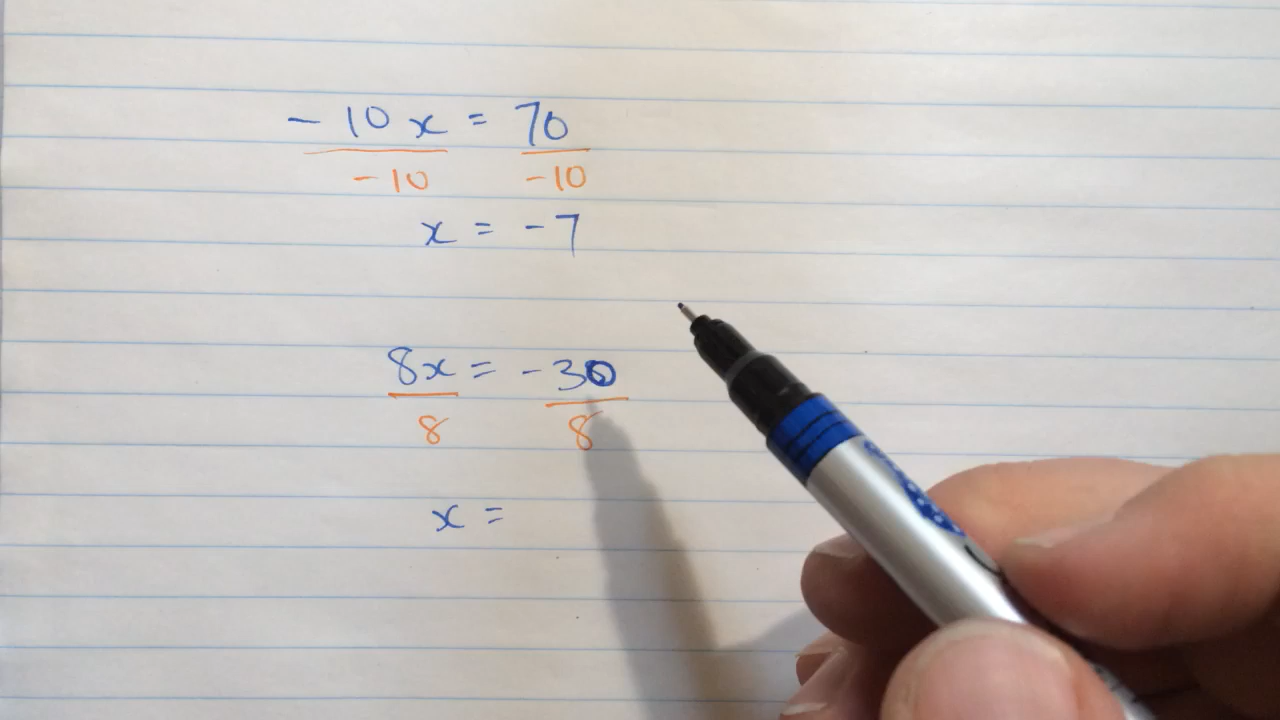 - 10x = 70
-10 -10
x = -7
8x = -30
8 8
x =